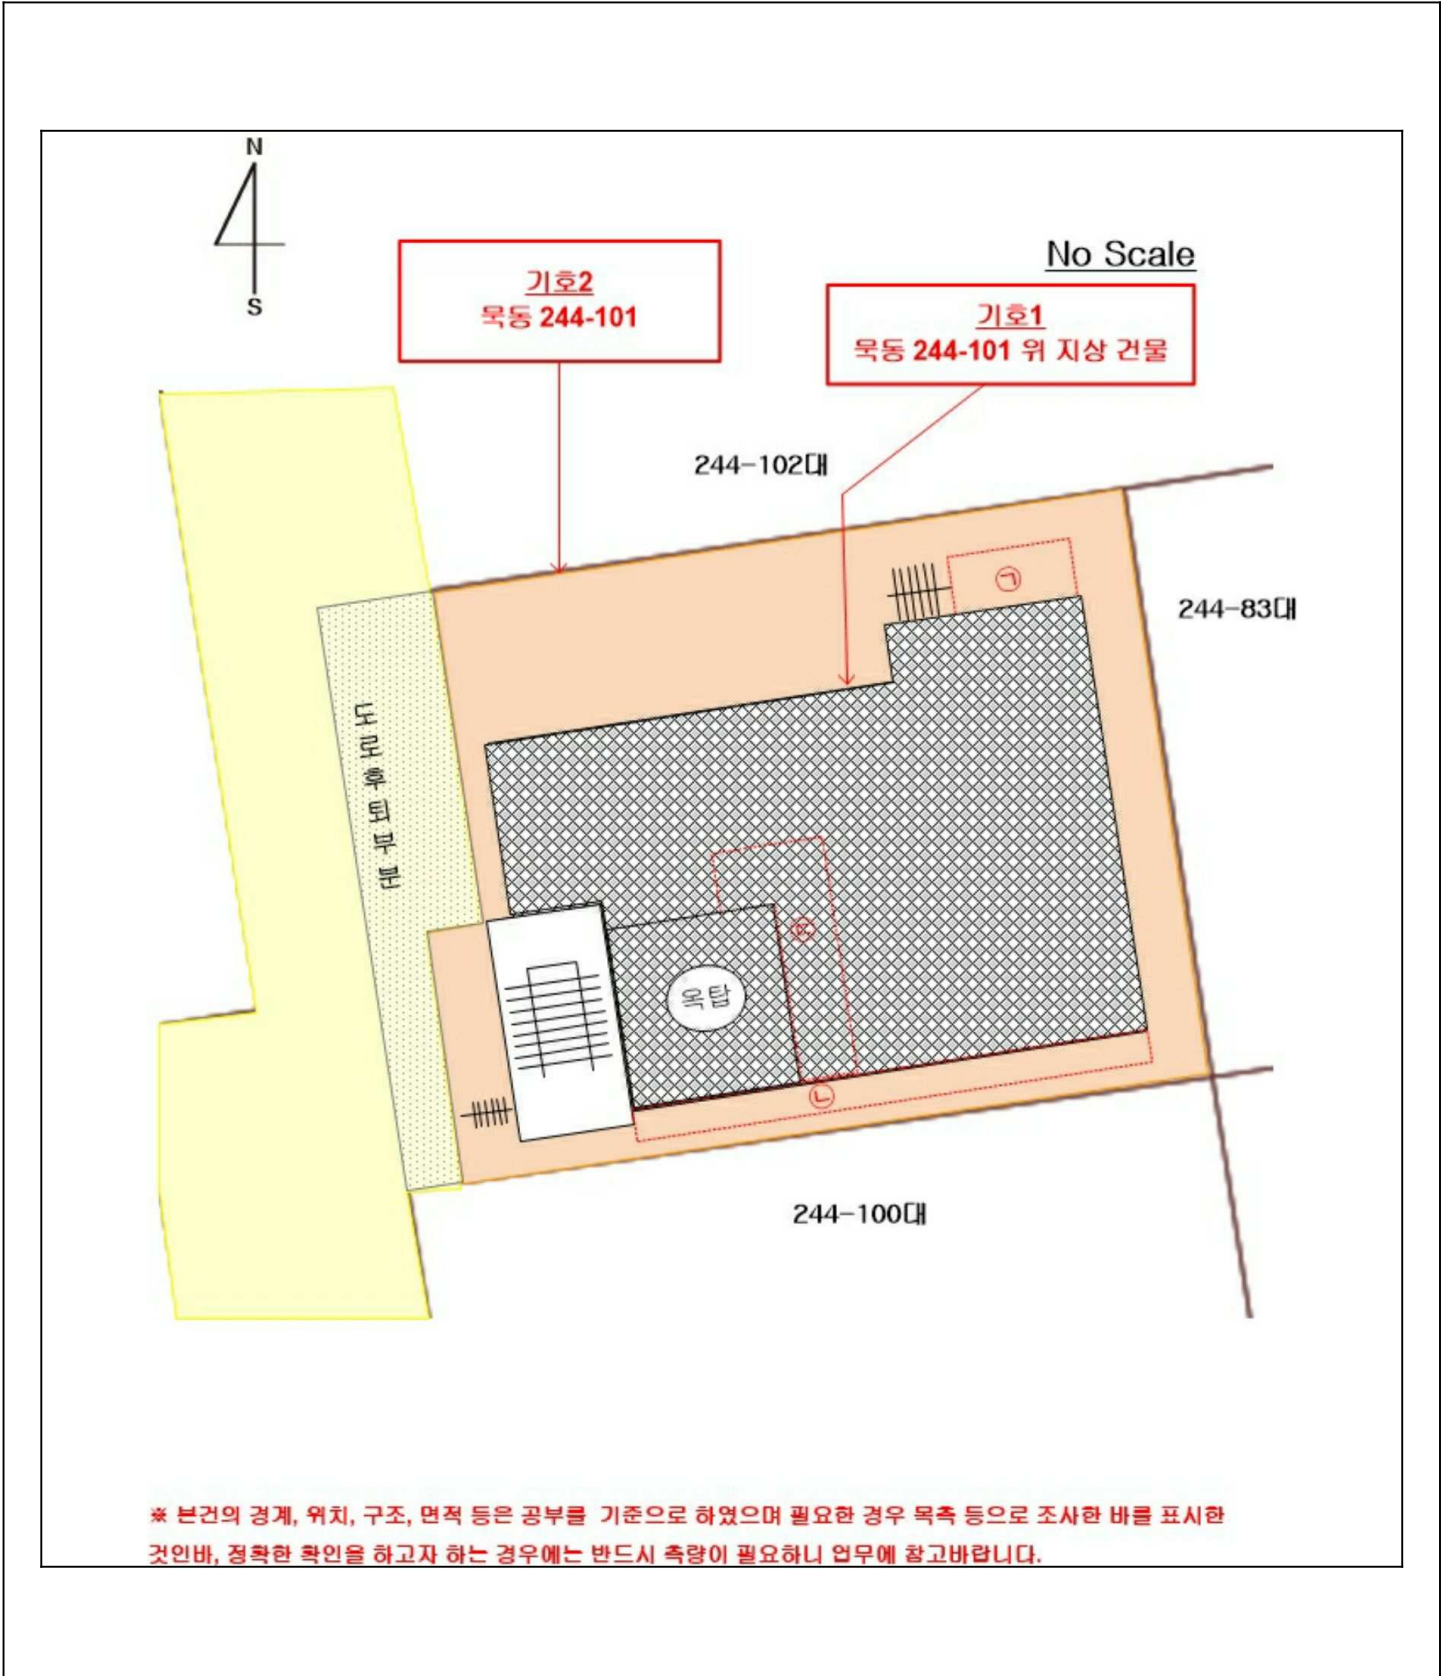 N
S
No Scale
기호2
묵동 244-101
기호1
묵동 244-101 위 지상 건물
244-102대
244-83대
㉠
도로후퇴부분
옥탑
㉡
244-100대
※ 본건의 경계, 위치, 구조, 면적 등은 공부를 기준으로 하였으며 필요한 경우 목측 등으로 조사한 바를 표시한
것인바, 정확한 확인을 하고자 하는 경우에는 반드시 측량이 필요하니 업무에 참고바랍니다.